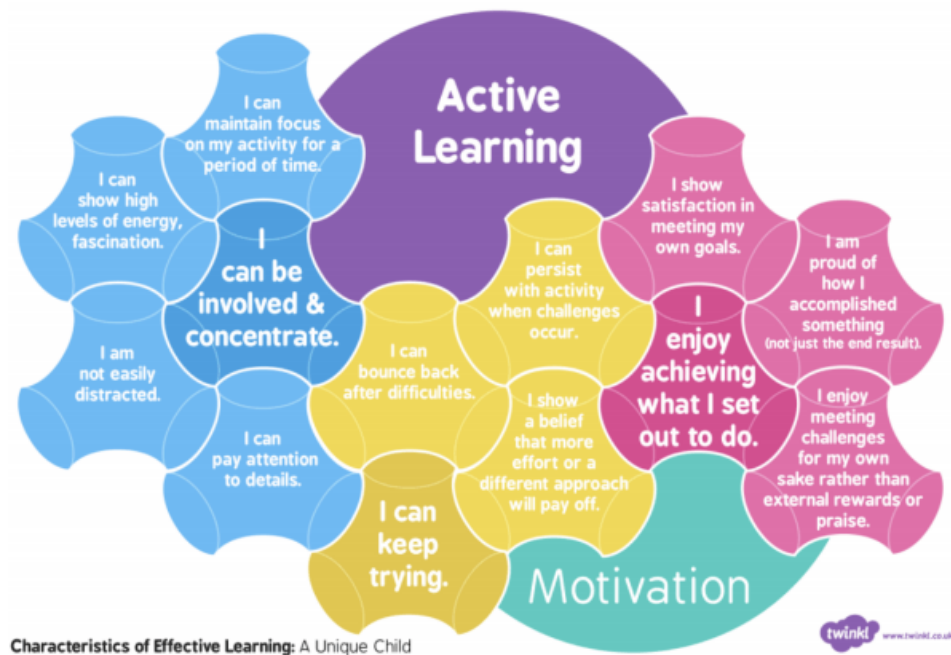 Active
Learning
I can
maintain focus
on my activity for a
period of time.
I can
show high
levels of energy,
fascination.
I
can be
involved &
concentrate.
I am
not easily
distracted.
I can
pay attention
to details.
I can
persist
with activity
when challenges
occur.
I can
bounce back
after difficulties.
I show
a belief
that more
effort or a
different approach
will pay off.
I can
keep
trying.
I show
satisfaction in
meeting my
own goals.
I am
proud of
how I
accomplished
something
(not just the end result).
I
enjoy
achieving
what I set
out to do.
I enjoy
meeting
challenges
for my own
sake rather than
external rewards or
praise.
Motivation
Characteristics of Effective Learning: A Unique Child
twinkl
www.twinkl.co.uk